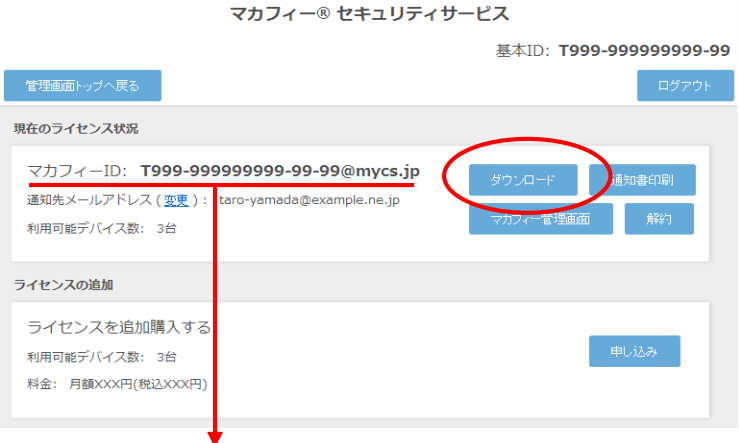 マカフィー® セキュリティサービス
基本ID: T999-999999999-99
管理画面トップへ戻る
ログアウト
現在のライセンス状況
マカフィーID: T999-999999999-99-99@mycs.jp
ダウンロード
通知書印刷
通知先メールアドレス ( 変更 ) : taro-yamada@example.ne.jp
マカフィー管理画面
解約
利用可能デバイス数: 3台
ライセンスの追加
ライセンスを追加購入する
利用可能デバイス数: 3台
申し込み
料金: 月額XXX円(税込XXX円)